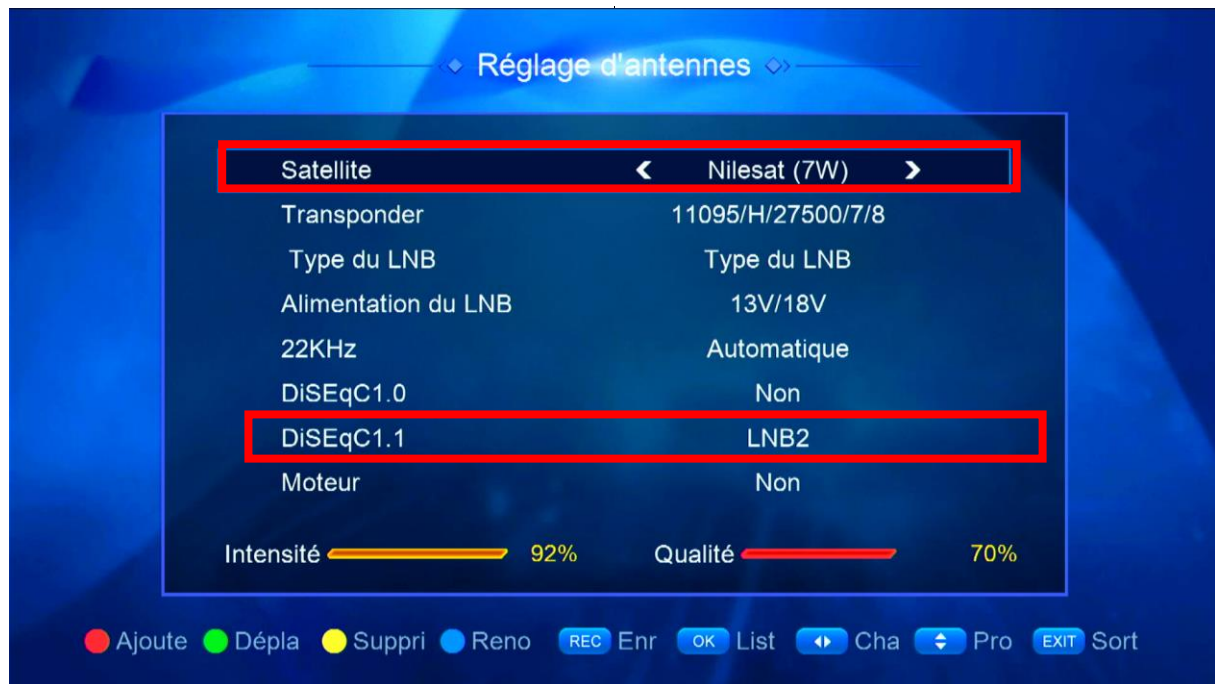 Réglage d'antennes
Satellite Nilesat (7W)
Transponder 11095/H/27500/7/8
Type du LNB Type du LNB
Alimentation du LNB 13V/18V
22KHz Automatique
DiSEqC1.0 Non
DiSEqC1.1 LNB2
Moteur Non
Intensité 92% Qualité 70%
Ajoute Dépla Suppri Reno REC Enr OK List Cha Pro EXIT Sort